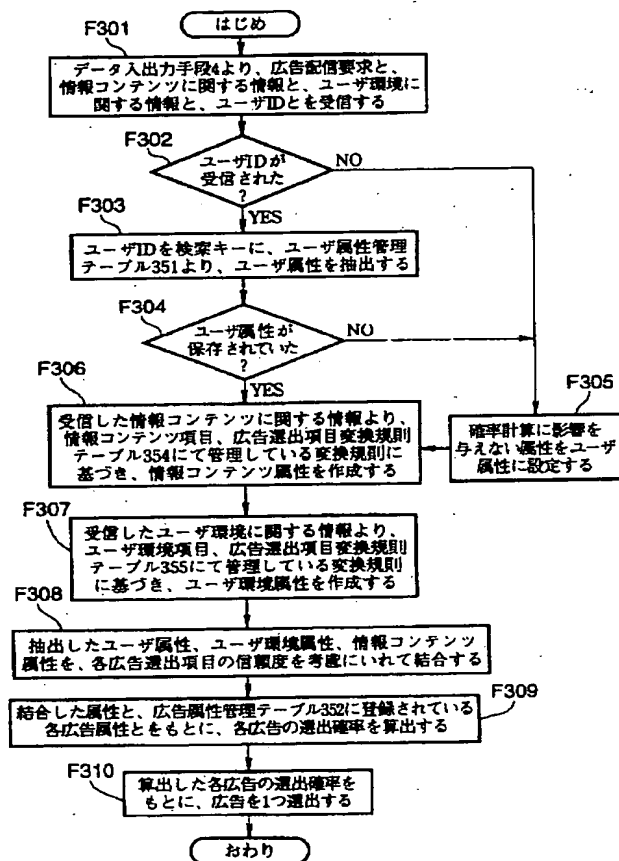 はじめ
F301
データ入出力手段4より、広告配信要求と、
情報コンテンツに関する情報と、ユーザ環境に
関する情報と、ユーザIDとを受信する
F302
ユーザIDが
受信された
?
NO
YES
F303
ユーザIDを検索キーに、ユーザ属性管理
テーブル351より、ユーザ属性を抽出する
F304
ユーザ属性が
保存されていた
?
NO
YES
F305
確率計算に影響を
与えない属性をユーザ
属性に設定する
F306
受信した情報コンテンツに関する情報より、
情報コンテンツ項目、広告選出項目変換規則
テーブル354にて管理している変換規則に
基づき、情報コンテンツ属性を作成する
F307
受信したユーザ環境に関する情報より、
ユーザ環境項目、広告選出項目変換規則
テーブル355にて管理している変換規則
に基づき、ユーザ環境属性を作成する
F308
抽出したユーザ属性、ユーザ環境属性、情報コンテンツ
属性を、各広告選出項目の信頼度を考慮にいれて結合する
F309
結合した属性と、広告属性管理テーブル352に登録されている
各広告属性とをもとに、各広告の選出確率を算出する
F310
算出した各広告の選出確率を
もとに、広告を1つ選出する
おわり